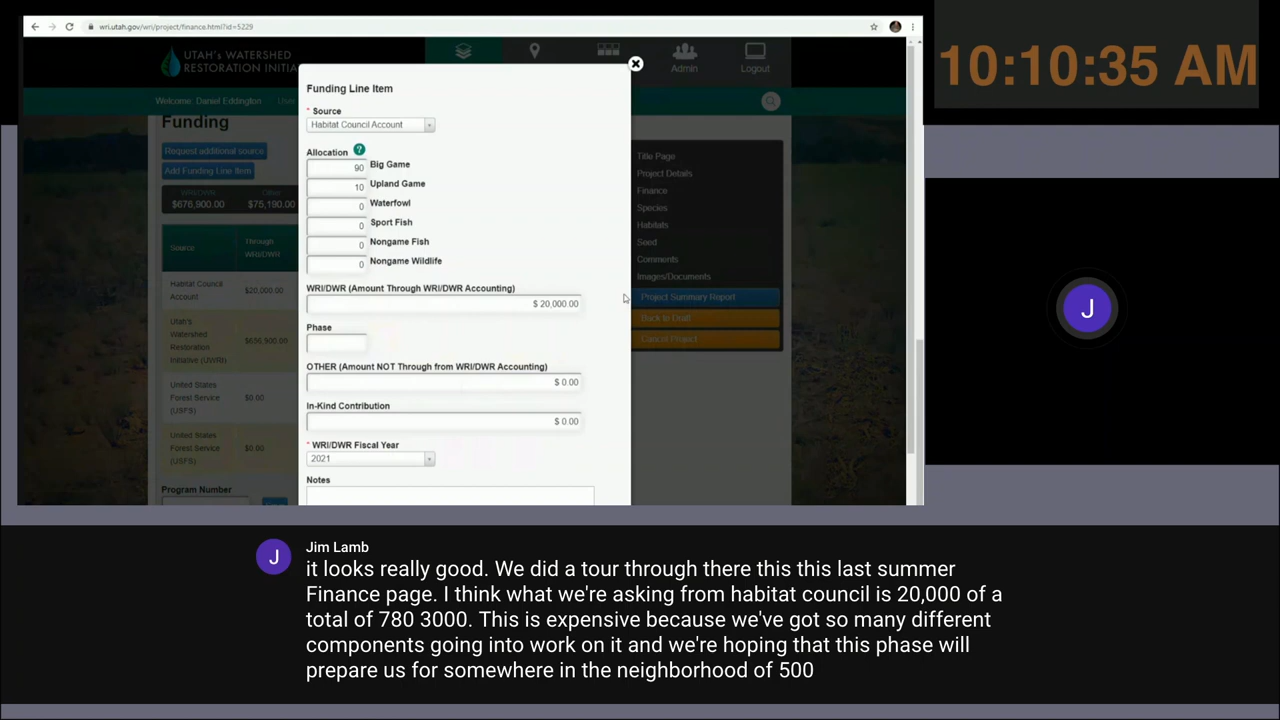 wri.utah.gov/wri/project/finance.html?id=5229
10:10:35 AM
UTAH'S WATERSHED
RESTORATION INITIA
Admin
Logout
Welcome: Daniel Eddington
Funding
Request additional source
Add Funding Line Item
WRI/DWR
$676,900.00
Other
$75,190.00
Source
Through
WRI/DWR
Habitat Council
Account
$20,000.00
Utah's
Watershed
Restoration
Initiative (UWRI)
$656,900.00
United States
Forest Service
(USFS)
$0.00
United States
Forest Service
(USFS)
$0.00
Program Number
Funding Line Item
* Source
Habitat Council Account
Allocation ?
90 Big Game
10 Upland Game
0 Waterfowl
0 Sport Fish
0 Nongame Fish
0 Nongame Wildlife
WRI/DWR (Amount Through WRI/DWR Accounting)
$ 20,000.00
Phase
OTHER (Amount NOT Through from WRI/DWR Accounting)
$ 0.00
In-Kind Contribution
$ 0.00
* WRI/DWR Fiscal Year
2021
Notes
Title Page
Project Details
Finance
Species
Habitats
Seed
Comments
Images/Documents
Project Summary Report
Back to Draft
Cancel Project
J
J
Jim Lamb
it looks really good. We did a tour through there this this last summer
Finance page. I think what we're asking from habitat council is 20,000 of a
total of 780 3000. This is expensive because we've got so many different
components going into work on it and we're hoping that this phase will
prepare us for somewhere in the neighborhood of 500